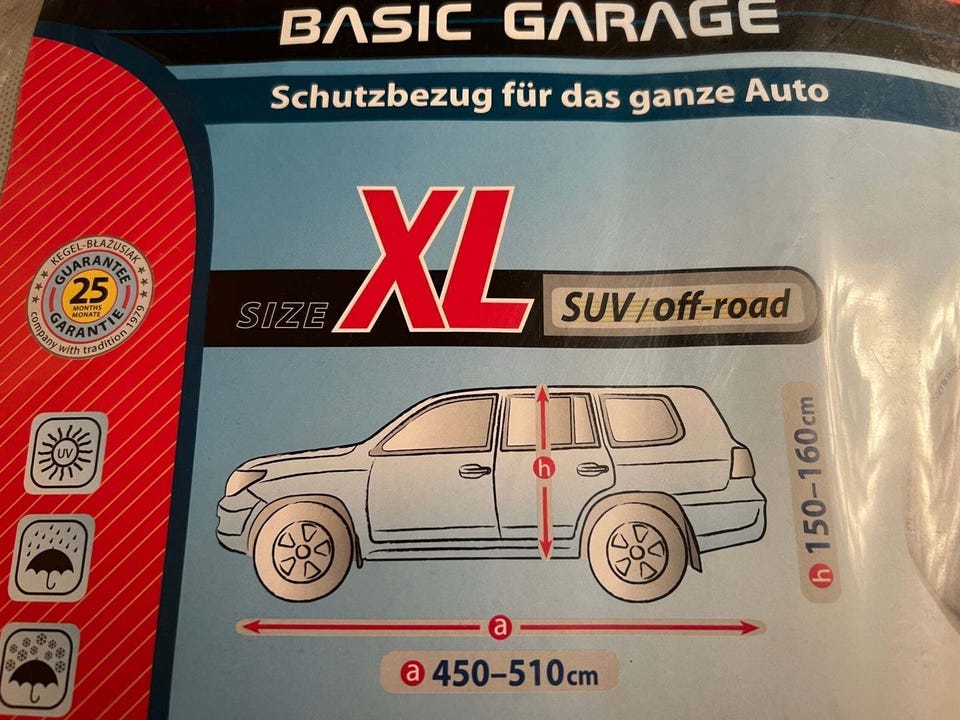 BASIC GARAGE
Schutzbezug für das ganze Auto
SIZE XL SUV/off-road
KEGEL-BŁAŻUSIAK
GUARANTEE
25
MONTHS
MONATE
GARANTIE
company with tradition 1979
UV
h
h 150–160cm
a
a 450–510cm